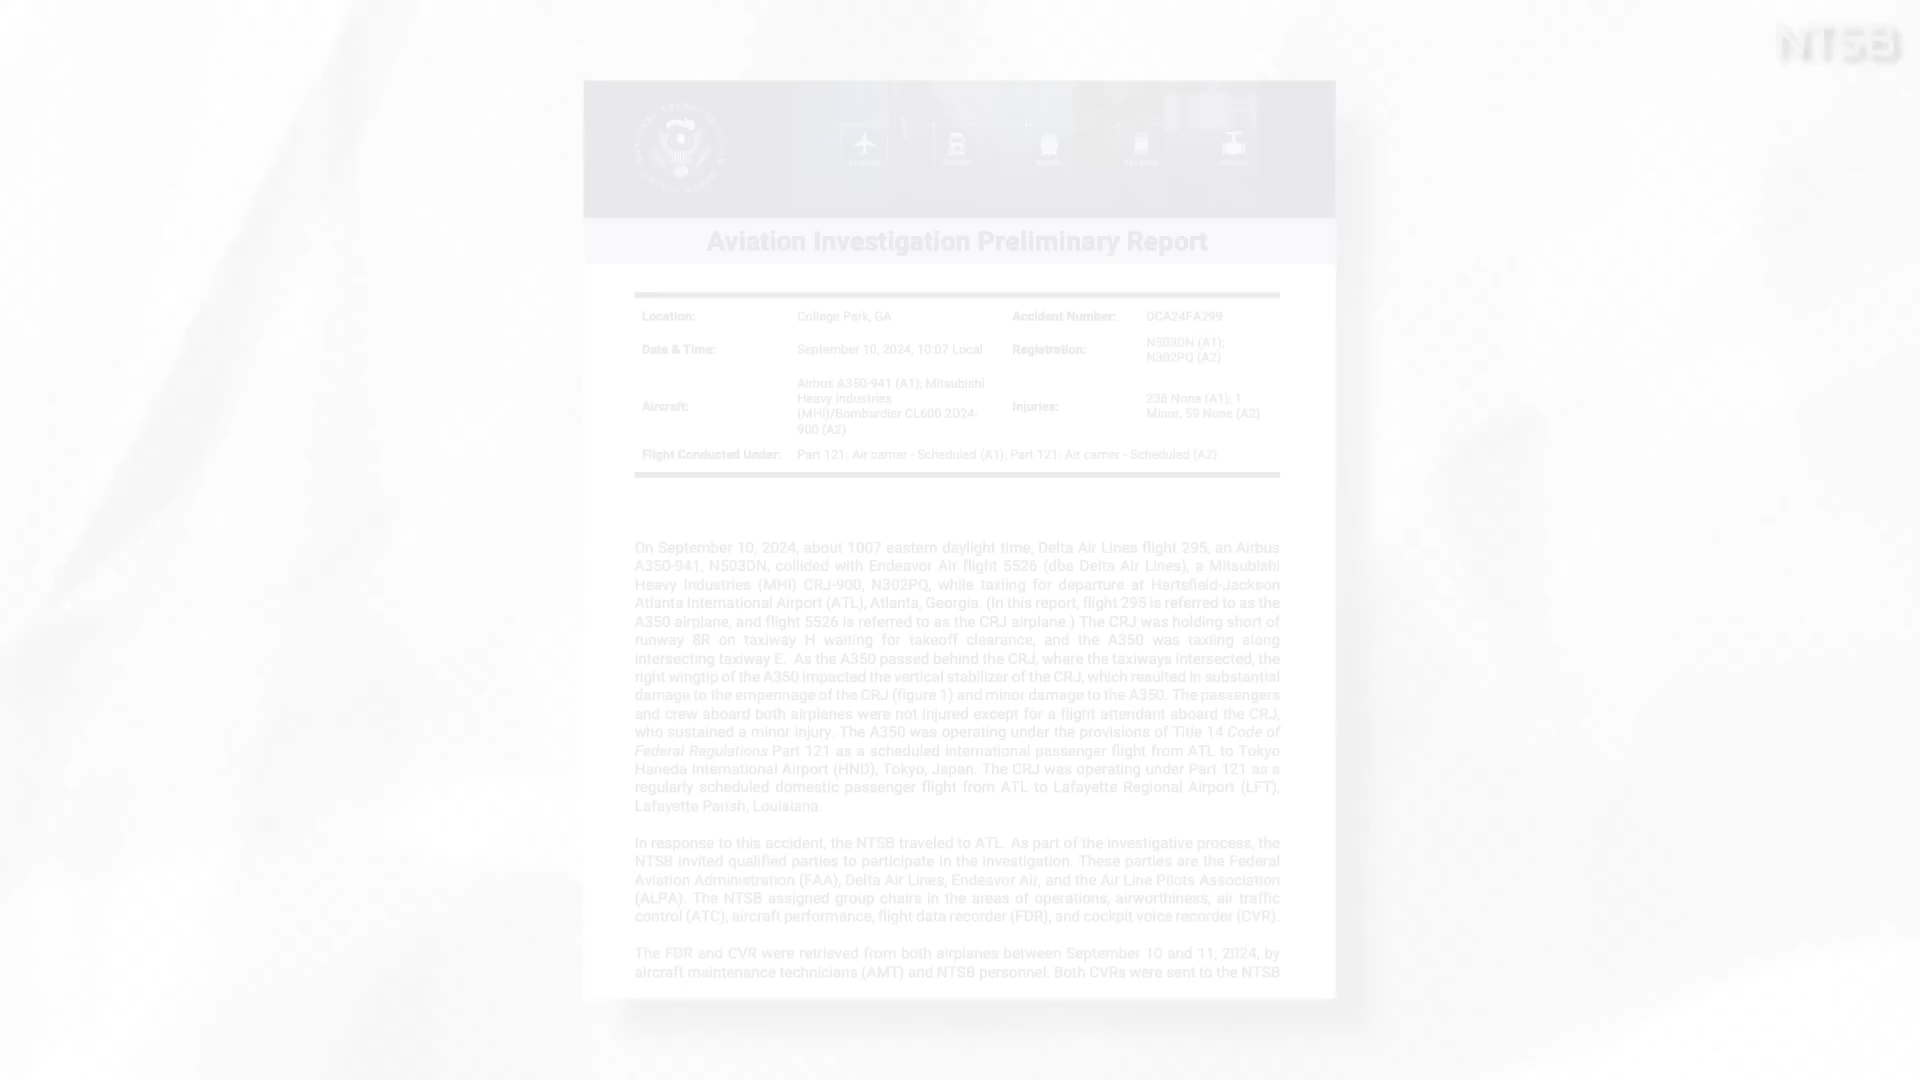 NTSB
Aviation Investigation Preliminary Report
Location: College Park, GA Accident Number: DCA24FA299
Date & Time: September 10, 2024, 10:07 Local Registration: N503DN (A1);
N302PQ (A2)
Aircraft: Airbus A350-941 (A1); Mitsubishi
Heavy Industries
(MHI)/Bombardier CL600 2D24-
900 (A2)
Injuries: 236 None (A1); 1
Minor, 59 None (A2)
Flight Conducted Under: Part 121: Air carrier - Scheduled (A1); Part 121: Air carrier - Scheduled (A2)
On September 10, 2024, about 1007 eastern daylight time, Delta Air Lines flight 295, an Airbus
A350-941, N503DN, collided with Endeavor Air flight 5526 (dba Delta Air Lines), a Mitsubishi
Heavy Industries (MHI) CRJ-900, N302PQ, while taxiing for departure at Hartsfield-Jackson
Atlanta International Airport (ATL), Atlanta, Georgia. (In this report, flight 295 is referred to as the
A350 airplane, and flight 5526 is referred to as the CRJ airplane.) The CRJ was holding short of
runway 8R on taxiway H waiting for takeoff clearance, and the A350 was taxiing along
intersecting taxiway E. As the A350 passed behind the CRJ, where the taxiways intersected, the
right wingtip of the A350 impacted the vertical stabilizer of the CRJ, which resulted in substantial
damage to the empennage of the CRJ (figure 1) and minor damage to the A350. The passengers
and crew aboard both airplanes were not injured except for a flight attendant aboard the CRJ,
who sustained a minor injury. The A350 was operating under the provisions of Title 14 Code of
Federal Regulations Part 121 as a scheduled international passenger flight from ATL to Tokyo
Haneda International Airport (HND), Tokyo, Japan. The CRJ was operating under Part 121 as a
regularly scheduled domestic passenger flight from ATL to Lafayette Regional Airport (LFT),
Lafayette Parish, Louisiana.
In response to this accident, the NTSB traveled to ATL. As part of the investigative process, the
NTSB invited qualified parties to participate in the investigation. These parties are the Federal
Aviation Administration (FAA), Delta Air Lines, Endeavor Air, and the Air Line Pilots Association
(ALPA). The NTSB assigned group chairs in the areas of operations, airworthiness, air traffic
control (ATC), aircraft performance, flight data recorder (FDR), and cockpit voice recorder (CVR).
The FDR and CVR were retrieved from both airplanes between September 10 and 11, 2024, by
aircraft maintenance technicians (AMT) and NTSB personnel. Both CVRs were sent to the NTSB